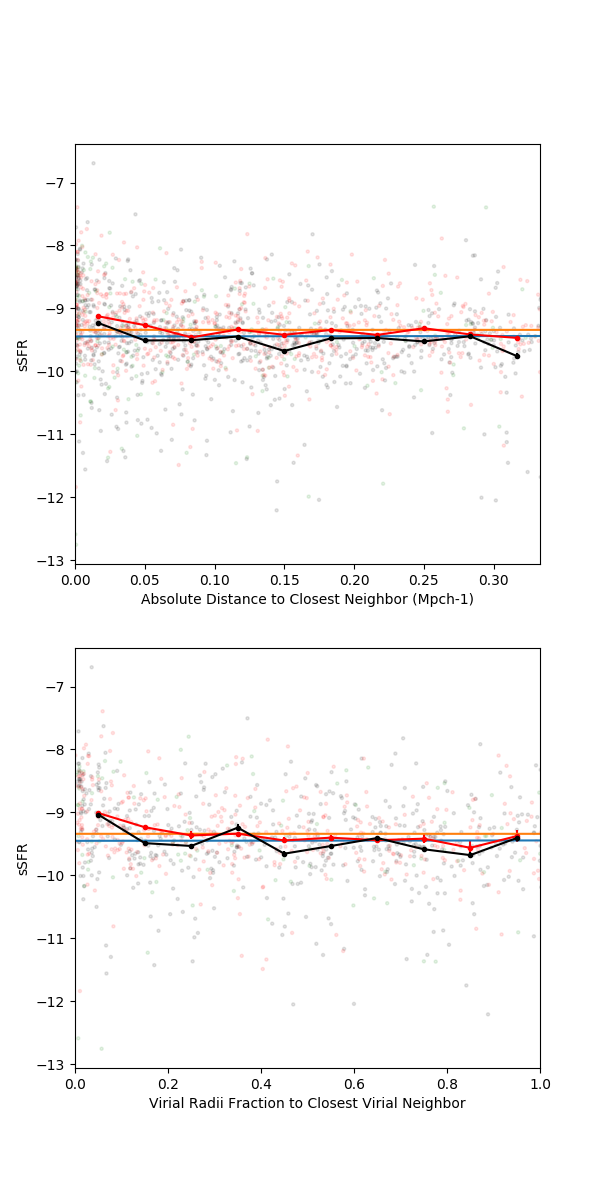 −7
−8
−9
−10
−11
−12
−13
sSFR
0.00 0.05 0.10 0.15 0.20 0.25 0.30
Absolute Distance to Closest Neighbor (Mpch-1)
−7
−8
−9
−10
−11
−12
−13
sSFR
0.0 0.2 0.4 0.6 0.8 1.0
Virial Radii Fraction to Closest Virial Neighbor